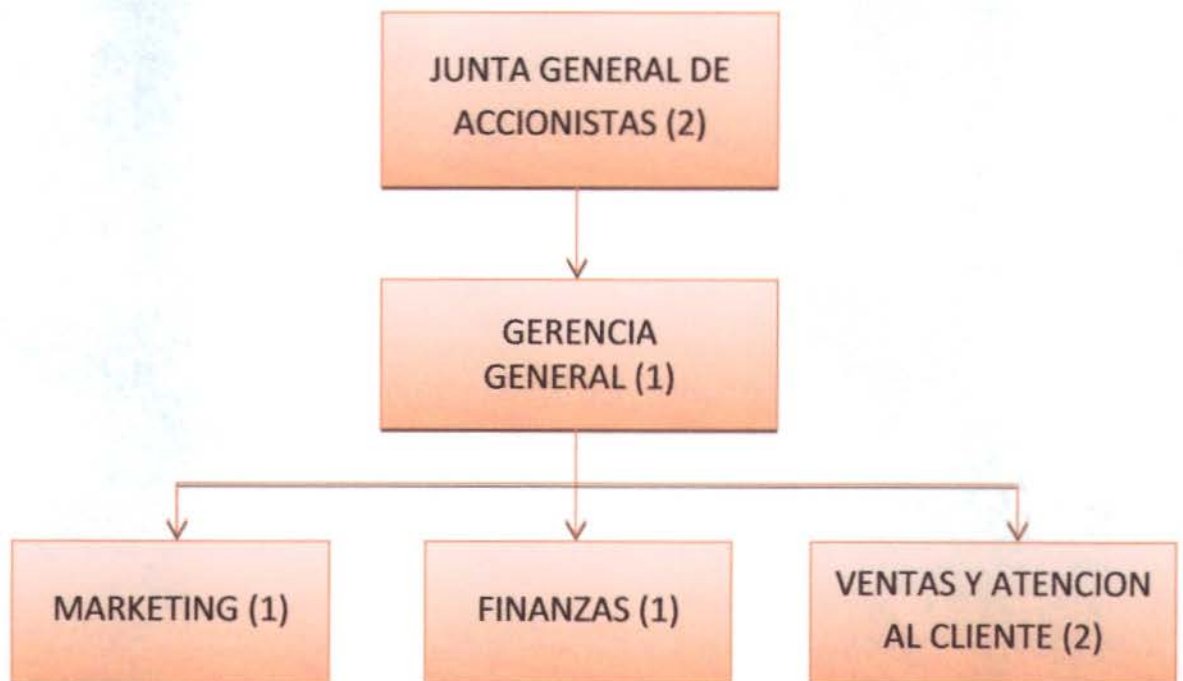 JUNTA GENERAL DE
ACCIONISTAS (2)
GERENCIA
GENERAL (1)
MARKETING (1)
FINANZAS (1)
VENTAS Y ATENCION
AL CLIENTE (2)